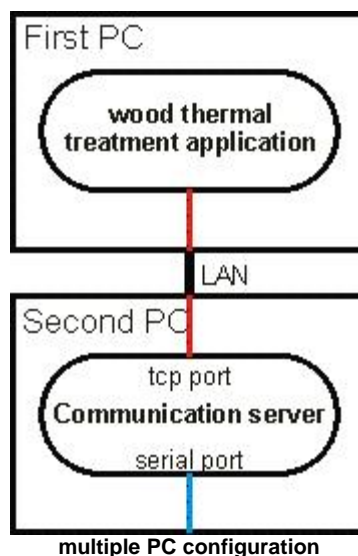 First PC
wood thermal
treatment application
LAN
Second PC
tcp port
Communication server
serial port
multiple PC configuration